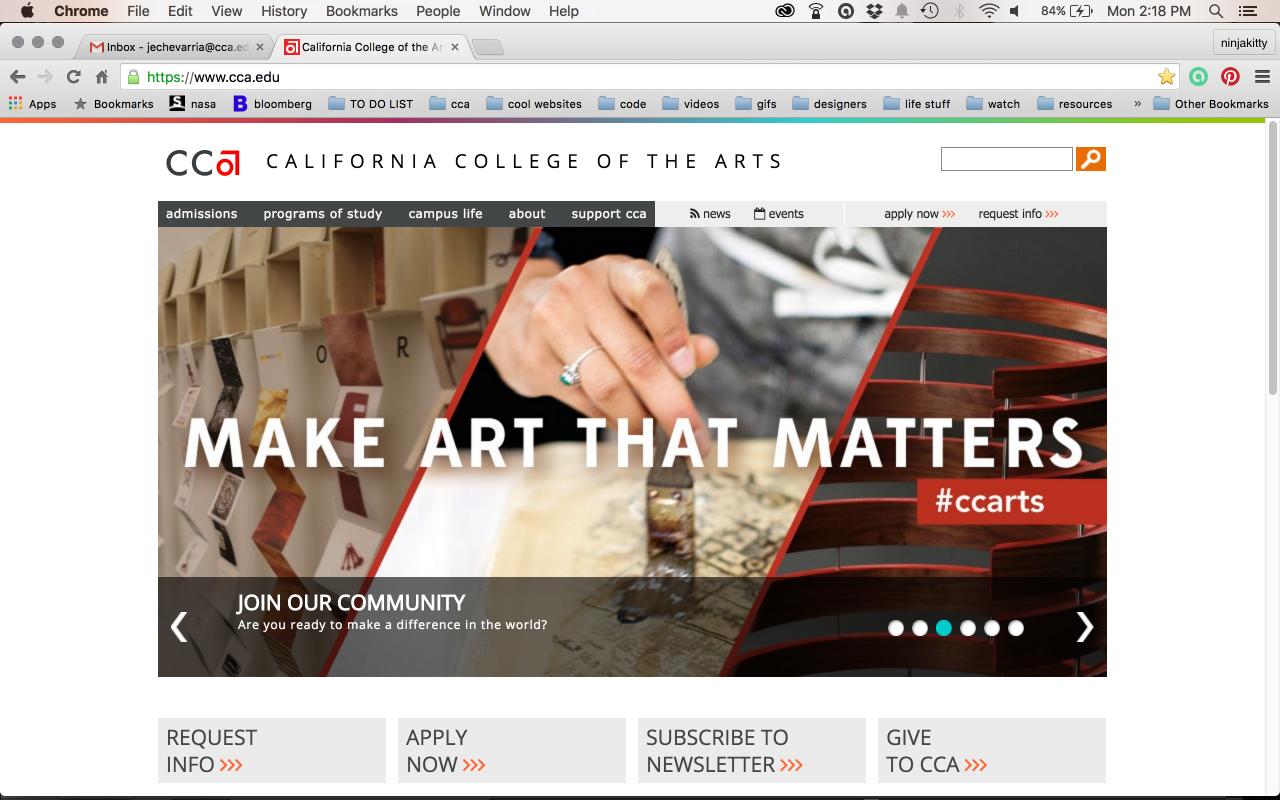 Chrome File Edit View History Bookmarks People Window Help 84% Mon 2:18 PM
Inbox - jechevarria@cca.ed California College of the Ar ninjakitty
https://www.cca.edu
Apps Bookmarks nasa bloomberg TO DO LIST cca cool websites code videos gifs designers life stuff watch resources » Other Bookmarks
CCa CALIFORNIA COLLEGE OF THE ARTS
admissions programs of study campus life about support cca news events apply now >>> request info >>>
O R
MAKE ART THAT MATTERS
#ccarts
JOIN OUR COMMUNITY
Are you ready to make a difference in the world?
REQUEST
INFO >>>
APPLY
NOW >>>
SUBSCRIBE TO
NEWSLETTER >>>
GIVE
TO CCA >>>